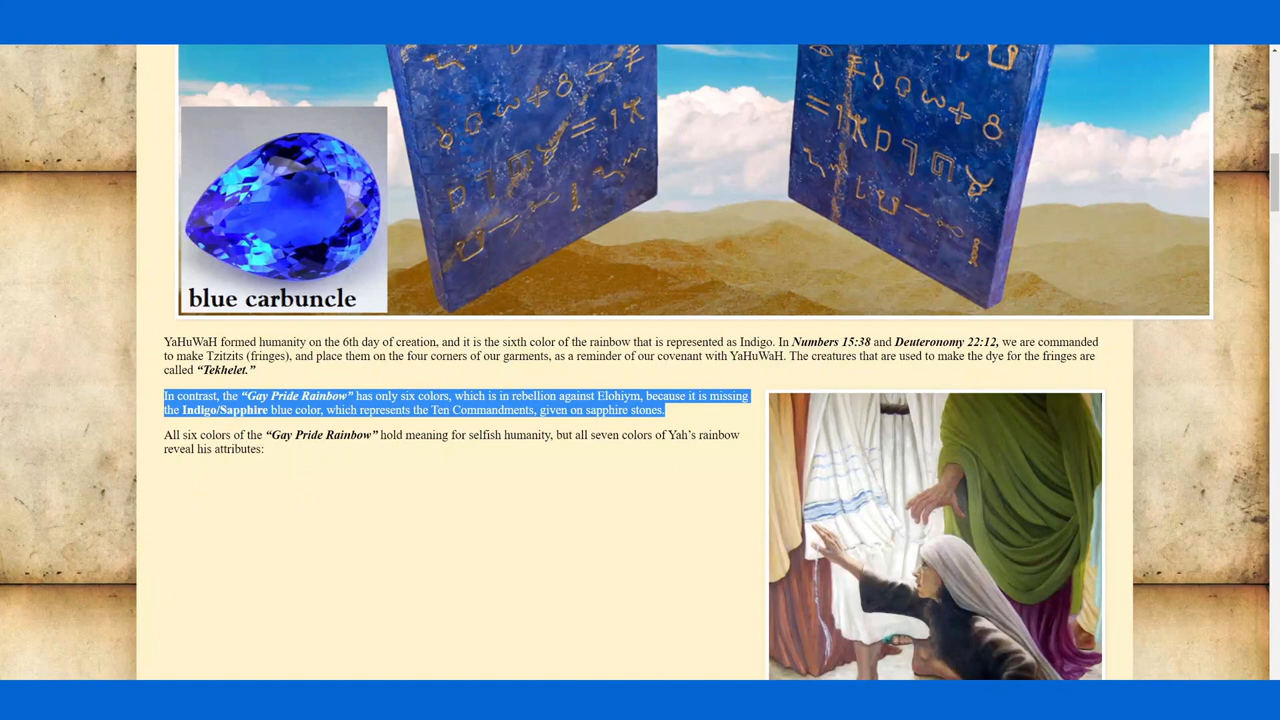 blue carbuncle
YaHuWaH formed humanity on the 6th day of creation, and it is the sixth color of the rainbow that is represented as Indigo. In Numbers 15:38 and Deuteronomy 22:12, we are commanded
to make Tzitzits (fringes), and place them on the four corners of our garments, as a reminder of our covenant with YaHuWaH. The creatures that are used to make the dye for the fringes are
called “Tekhelet.”
In contrast, the “Gay Pride Rainbow” has only six colors, which is in rebellion against Elohiym, because it is missing
the Indigo/Sapphire blue color, which represents the Ten Commandments, given on sapphire stones.
All six colors of the “Gay Pride Rainbow” hold meaning for selfish humanity, but all seven colors of Yah’s rainbow
reveal his attributes: